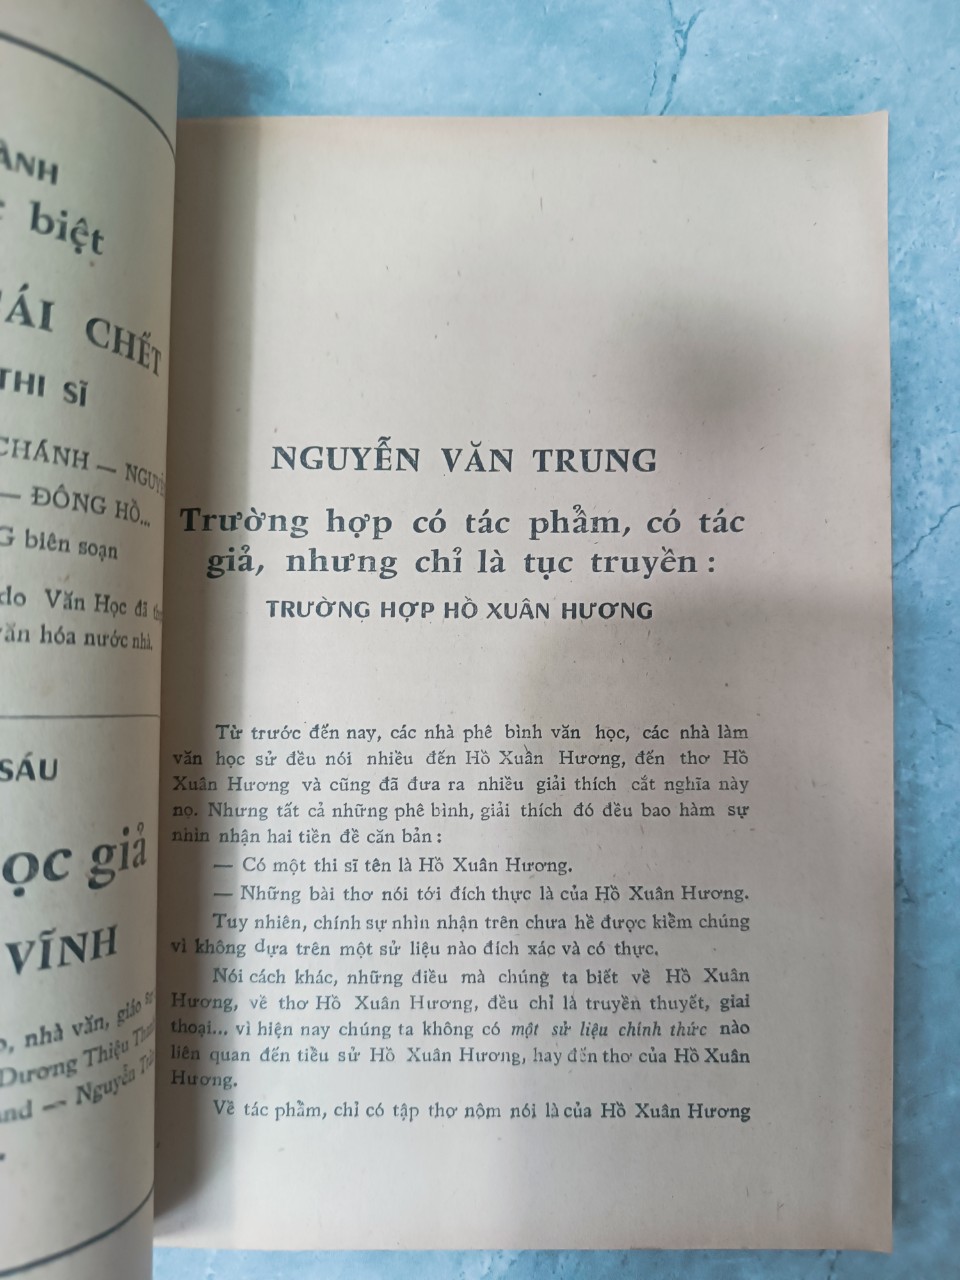 ÀNH
biệt
CÁI CHẾT
THI SĨ
CHÁNH — NGUYỄN
— ĐÔNG HỒ...
G biên soạn
do Văn Học đã
văn hóa nước nhà.
SÁU
học giả
VĨNH
nhà văn, giáo sư
Dương Thiệu
— Nguyễn
NGUYỄN VĂN TRUNG
Trường hợp có tác phẩm, có tác
giả, nhưng chỉ là tục truyền :
TRƯỜNG HỢP HỒ XUÂN HƯƠNG
Từ trước đến nay, các nhà phê bình văn học, các nhà làm
văn học sử đều nói nhiều đến Hồ Xuân Hương, đến thơ Hồ
Xuân Hương và cũng đã đưa ra nhiều giải thích cắt nghĩa này
nọ. Nhưng tất cả những phê bình, giải thích đó đều bao hàm sự
nhìn nhận hai tiền đề căn bản :
— Có một thi sĩ tên là Hồ Xuân Hương.
— Những bài thơ nói tới đích thực là của Hồ Xuân Hương.
Tuy nhiên, chính sự nhìn nhận trên chưa hề được kiểm chúng
vì không dựa trên một sử liệu nào đích xác và có thực.
Nói cách khác, những điều mà chúng ta biết về Hồ Xuân
Hương, về thơ Hồ Xuân Hương, đều chỉ là truyền thuyết, giai
thoại... vì hiện nay chúng ta không có một sử liệu chính thức nào
liên quan đến tiểu sử Hồ Xuân Hương, hay đến thơ của Hồ Xuân
Hương.
Về tác phẩm, chỉ có tập thơ nôm nói là của Hồ Xuân Hương